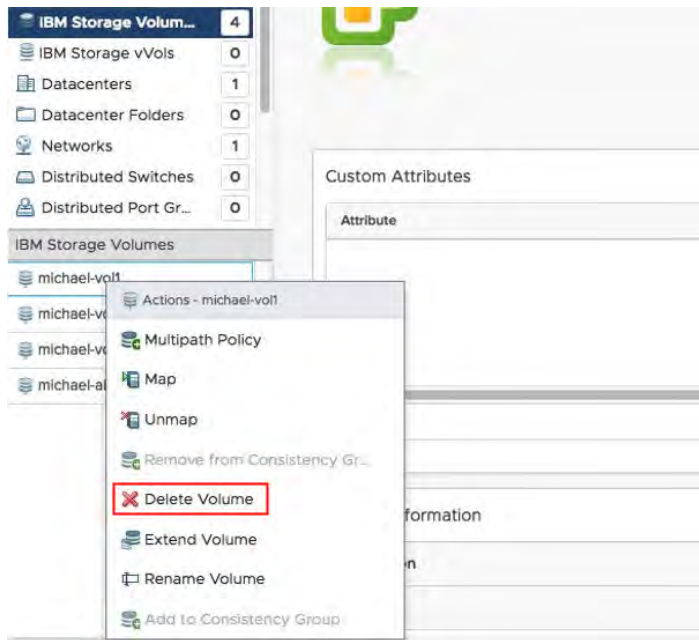 IBM Storage Volum... 4
IBM Storage vVols 0
Datacenters 1
Datacenter Folders 0
Networks 1
Distributed Switches 0
Distributed Port Gr... 0
IBM Storage Volumes
michael-vol1
Actions - michael-vol1
Multipath Policy
Map
Unmap
Remove from Consistency Gr...
Delete Volume
Extend Volume
Rename Volume
Add to Consistency Group
Custom Attributes
Attribute